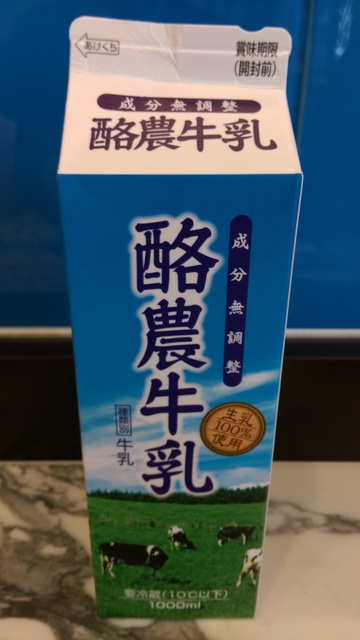 あけくち
賞味期限
(開封前)
成分無調整
酪農牛乳
成分無調整
酪農牛乳
種類別
牛乳
生乳
100%
使用
要冷蔵(10℃以下)
1000ml